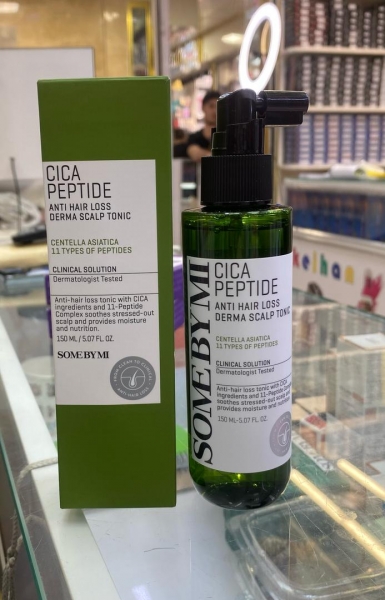 CICA
PEPTIDE
ANTI HAIR LOSS
DERMA SCALP TONIC
CENTELLA ASIATICA
11 TYPES OF PEPTIDES
CLINICAL SOLUTION
Dermatologist Tested
Anti-hair loss tonic with CICA
ingredients and 11-Peptide
Complex soothes stressed-out
scalp and provides moisture
and nutrition.
150 ML / 5.07 FL. OZ.
SOME BY MI
SOME BY MI
CICA
PEPTIDE
ANTI HAIR LOSS
DERMA SCALP TONIC
CENTELLA ASIATICA
11 TYPES OF PEPTIDES
CLINICAL SOLUTION
Dermatologist Tested
Anti-hair loss tonic with CICA
ingredients and 11-Peptide
soothes stressed-out
provides moisture and
150 ML-5.07 FL. OZ.